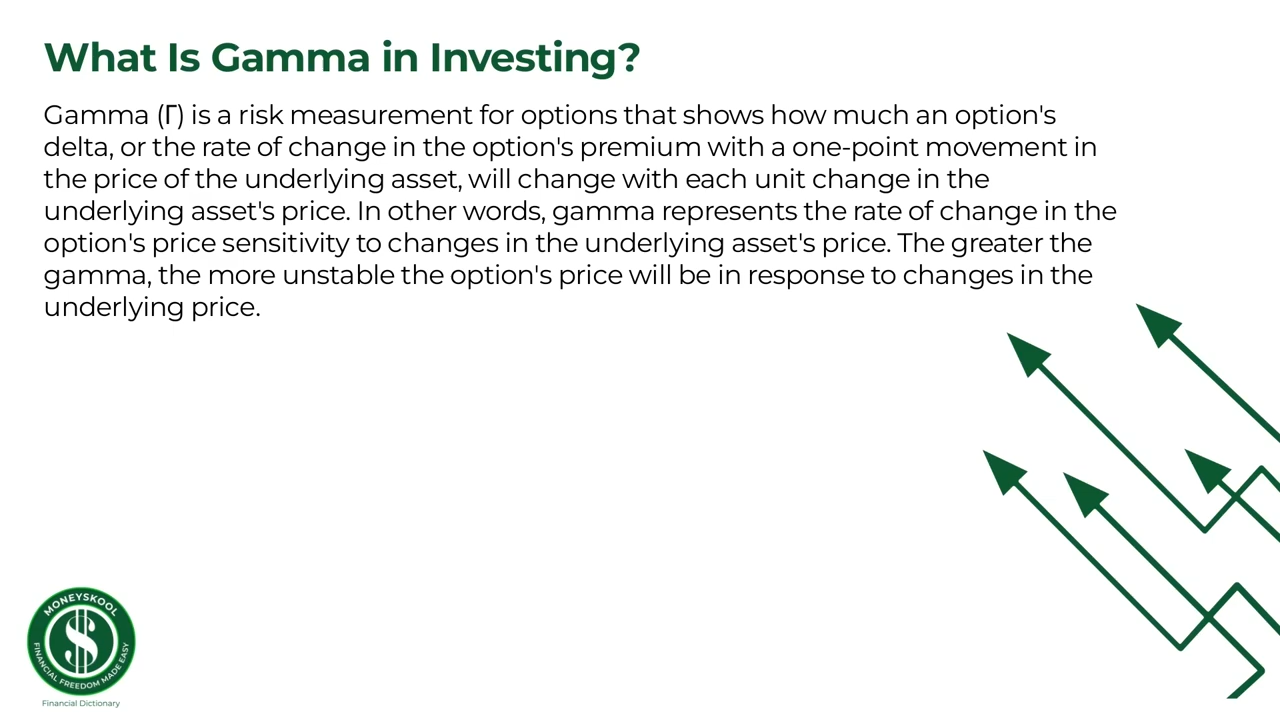 What Is Gamma in Investing?
Gamma (Γ) is a risk measurement for options that shows how much an option's
delta, or the rate of change in the option's premium with a one-point movement in
the price of the underlying asset, will change with each unit change in the
underlying asset's price. In other words, gamma represents the rate of change in the
option's price sensitivity to changes in the underlying asset's price. The greater the
gamma, the more unstable the option's price will be in response to changes in the
underlying price.
MONEYSKOOL
$
FINANCIAL FREEDOM MADE EASY
Financial Dictionary